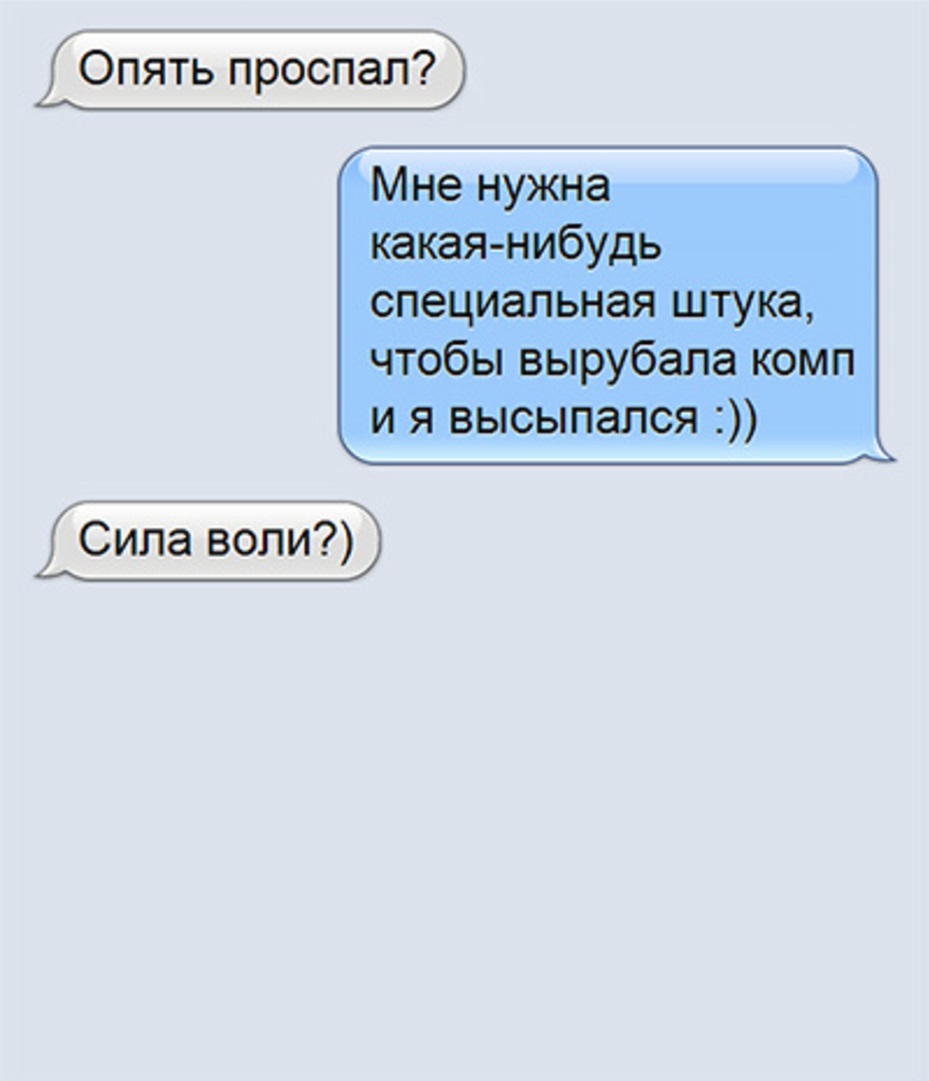 Опять проспал?
Мне нужна
какая-нибудь
специальная штука,
чтобы вырубала комп
и я высыпался :))
Сила воли?)